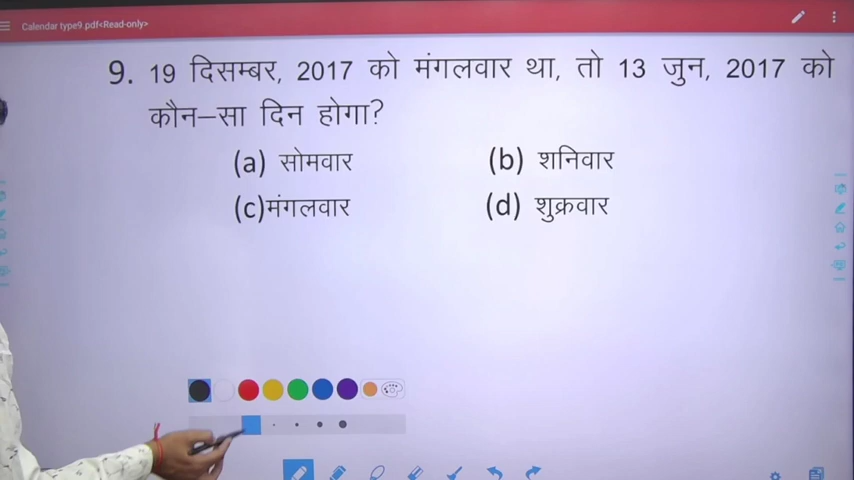 Calendar type9.pdf<Read-only>
9. 19 दिसम्बर, 2017 को मंगलवार था, तो 13 जुन, 2017 को
कौन–सा दिन होगा?
(a) सोमवार (b) शनिवार
(c)मंगलवार (d) शुक्रवार